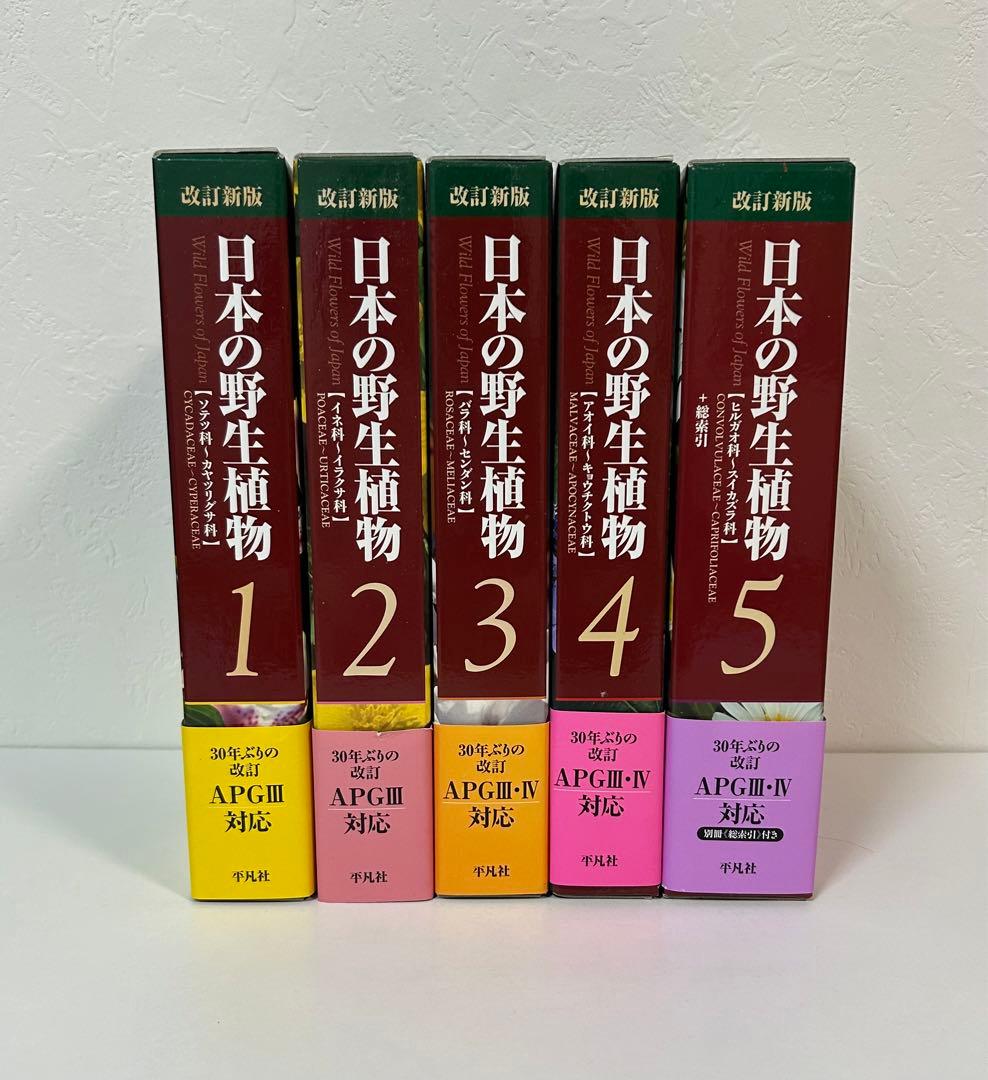 改訂新版
日本の野生植物
Wild Flowers of Japan
【ソテツ科~カヤツリグサ科】
CYCADACEAE~CYPERACEAE
1
30年ぶりの
改訂
APGⅢ
対応
平凡社
改訂新版
日本の野生植物
Wild Flowers of Japan
【イネ科~イラクサ科】
POACEAE~URTICACEAE
2
30年ぶりの
改訂
APGⅢ
対応
平凡社
改訂新版
日本の野生植物
Wild Flowers of Japan
【バラ科~センダン科】
ROSACEAE~MELIACEAE
3
30年ぶりの
改訂
APGⅢ・Ⅳ
対応
平凡社
改訂新版
日本の野生植物
Wild Flowers of Japan
【アオイ科~キョウチクトウ科】
MALVACEAE~APOCYNACEAE
4
30年ぶりの
改訂
APGⅢ・Ⅳ
対応
平凡社
改訂新版
日本の野生植物
Wild Flowers of Japan
【ヒルガオ科~スイカズラ科】
CONVOLVULACEAE~CAPRIFOLIACEAE
+総索引
5
30年ぶりの
改訂
APGⅢ・Ⅳ
対応
別冊《総索引》付き
平凡社